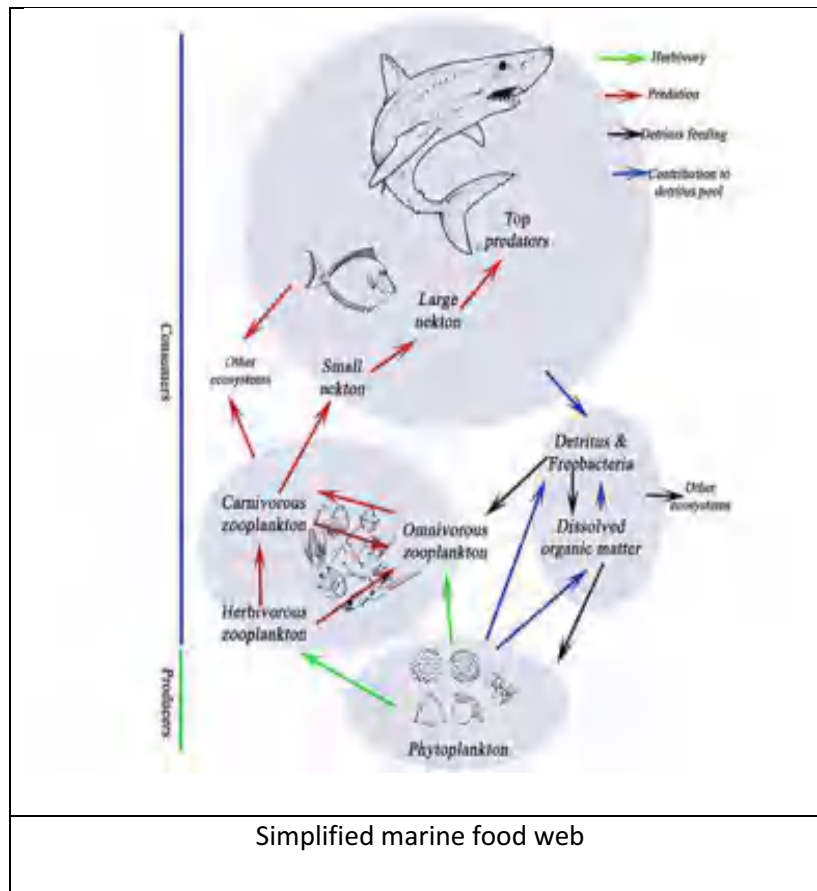 Herbivory
Predation
Detritus feeding
Contribution to
detritus pool
Top
predators
Large
nekton
Consumers
Other
ecosystems
Small
nekton
Detritus &
Freebacteria
Other
ecosystems
Carnivorous
zooplankton
Omnivorous
zooplankton
Dissolved
organic matter
Herbivorous
zooplankton
Producers
Phytoplankton
Simplified marine food web